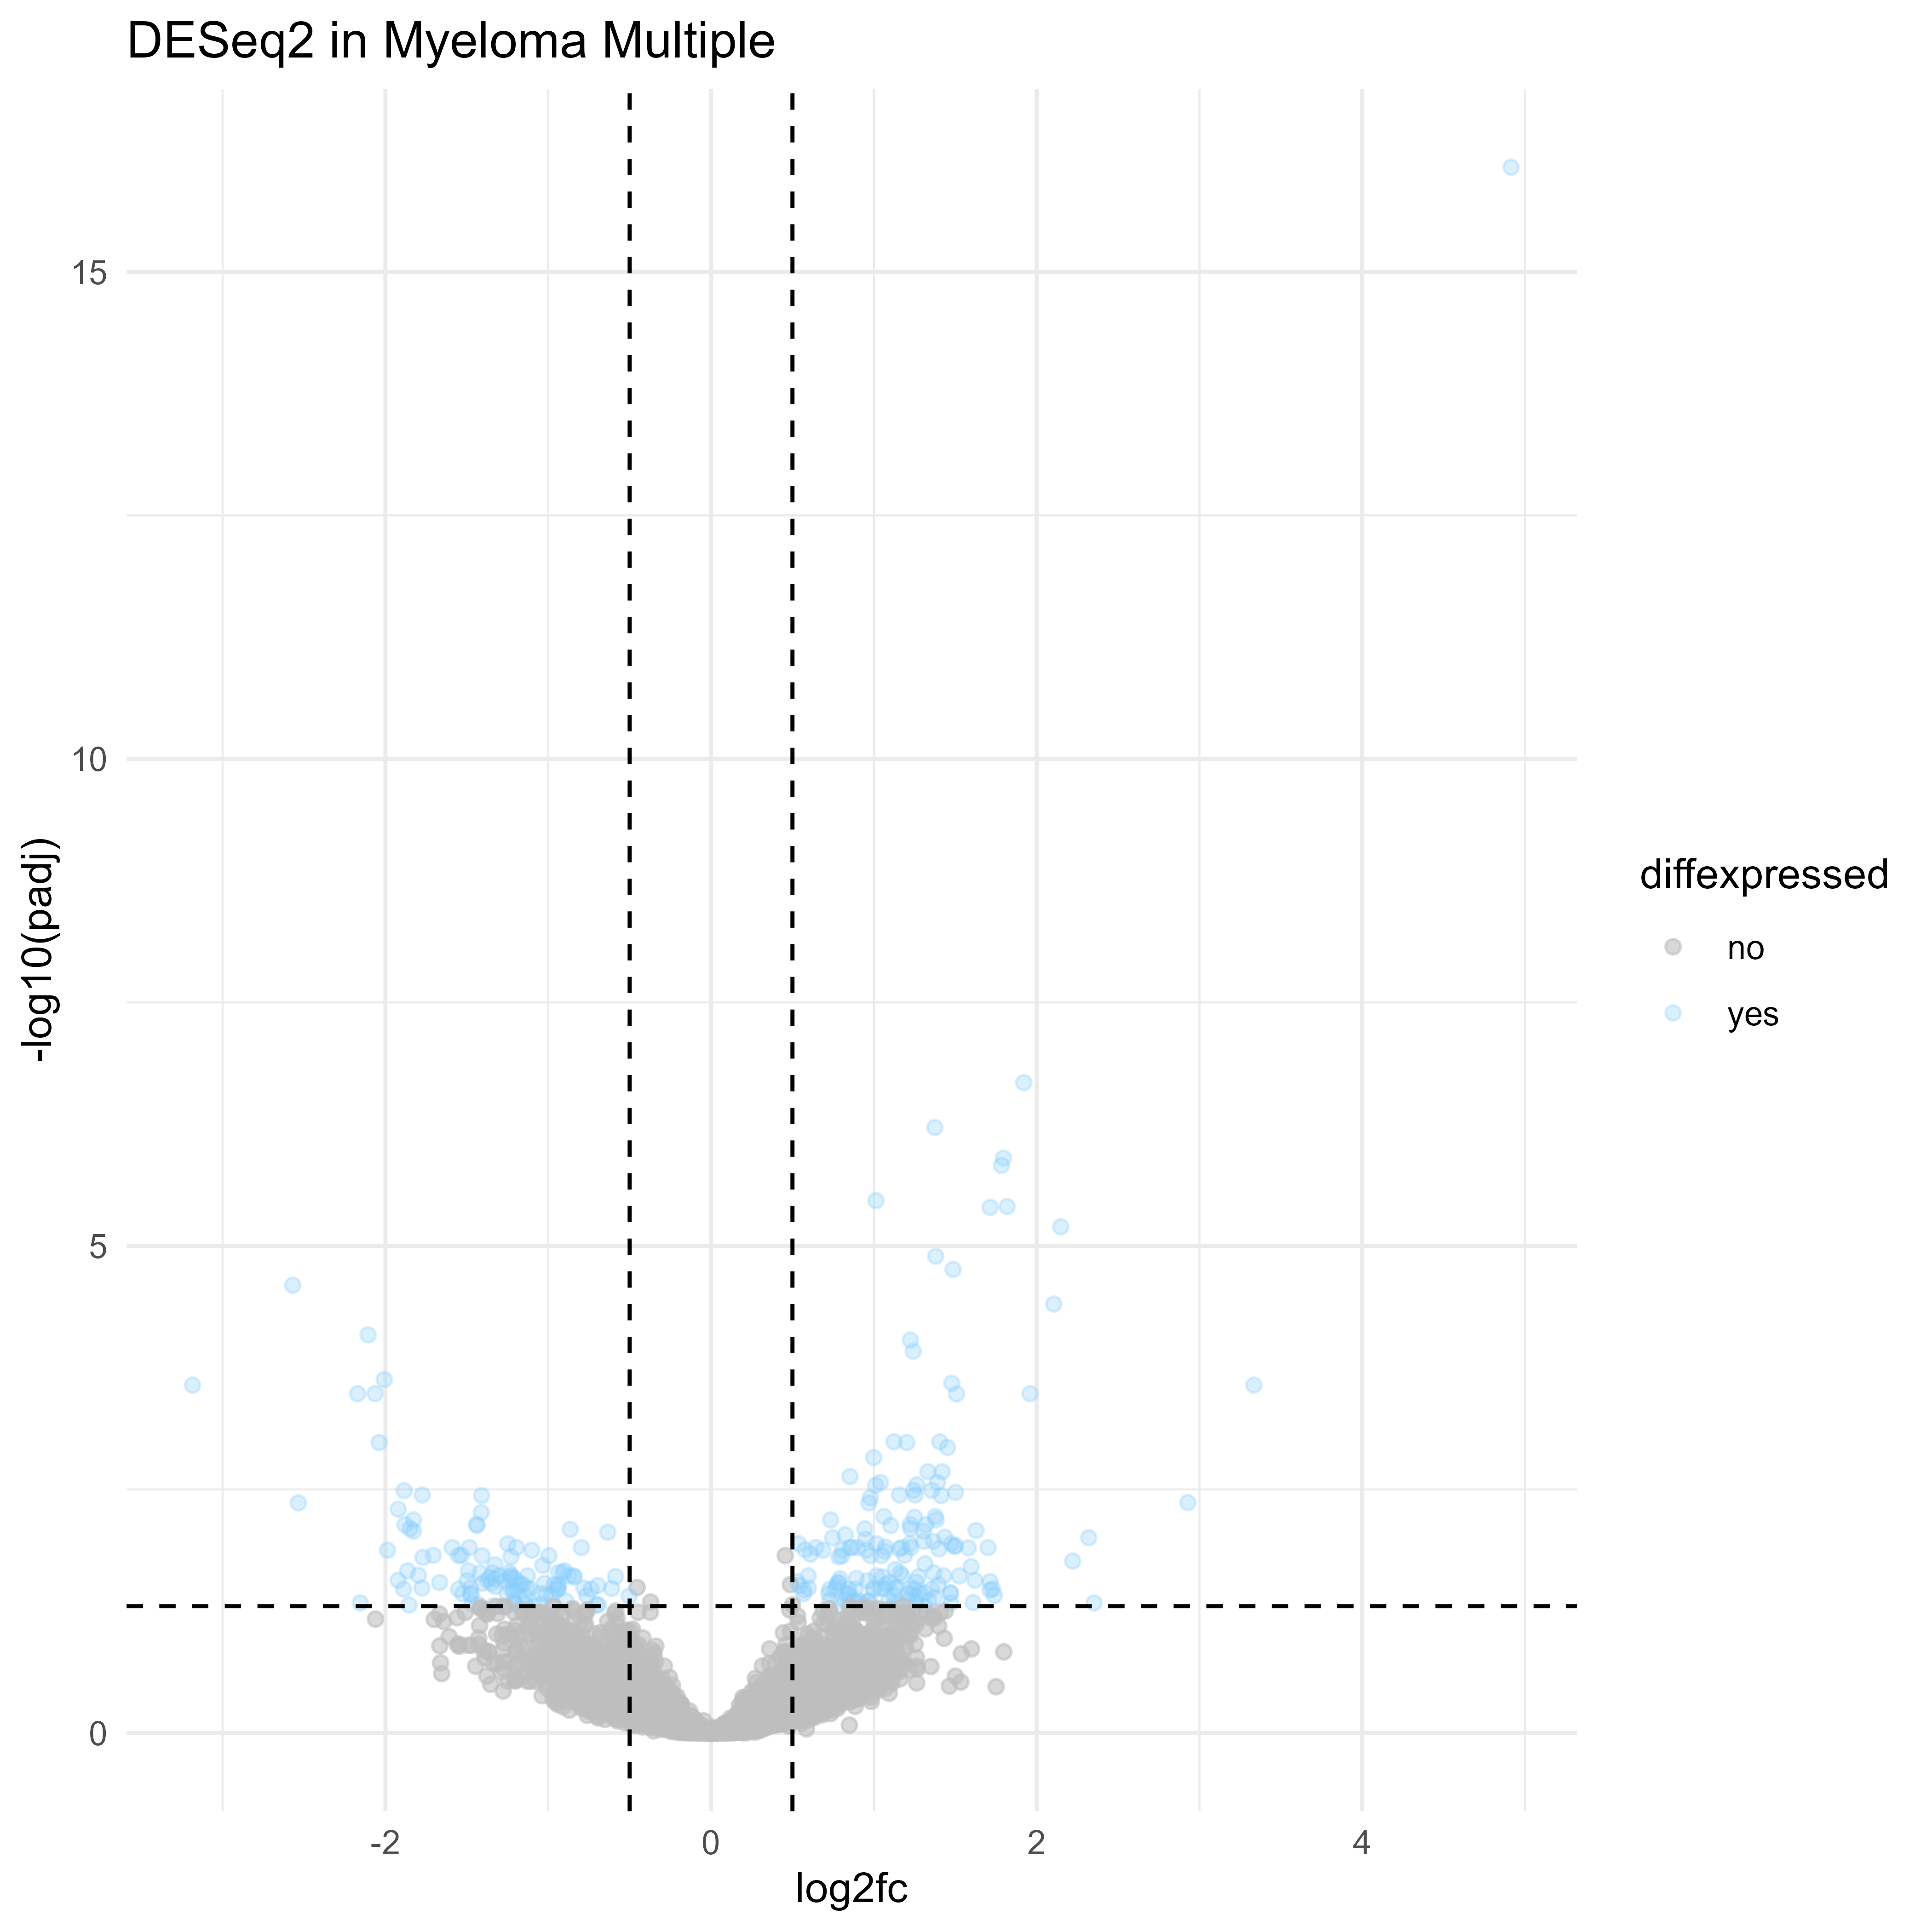 DESeq2 in Myeloma Multiple
15
10
5
0
-log10(padj)
-2
0
2
4
log2fc
diffexpressed
no
yes